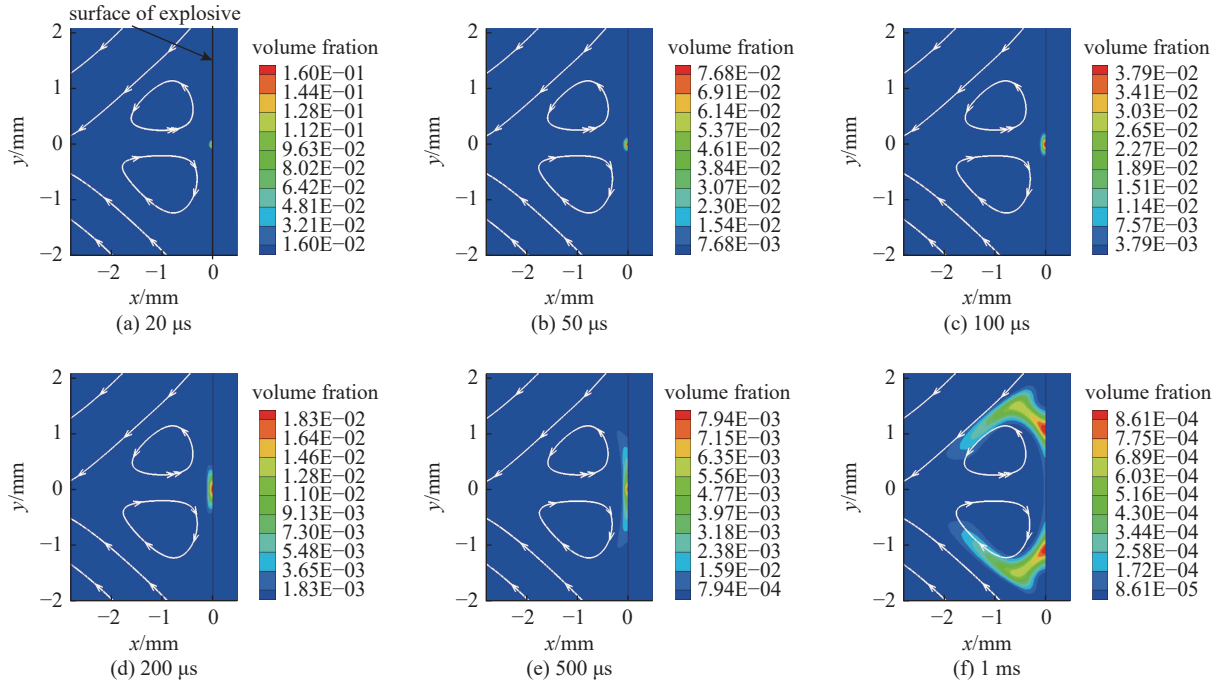 surface of explosive
2
1
0
−1
−2
y/mm
−2 −1 0
x/mm
volume fration
1.60E−01
1.44E−01
1.28E−01
1.12E−01
9.63E−02
8.02E−02
6.42E−02
4.81E−02
3.21E−02
1.60E−02
(a) 20 μs
2
1
0
−1
−2
y/mm
−2 −1 0
x/mm
volume fration
7.68E−02
6.91E−02
6.14E−02
5.37E−02
4.61E−02
3.84E−02
3.07E−02
2.30E−02
1.54E−02
7.68E−03
(b) 50 μs
2
1
0
−1
−2
y/mm
−2 −1 0
x/mm
volume fration
3.79E−02
3.41E−02
3.03E−02
2.65E−02
2.27E−02
1.89E−02
1.51E−02
1.14E−02
7.57E−03
3.79E−03
(c) 100 μs
2
1
0
−1
−2
y/mm
−2 −1 0
x/mm
volume fration
1.83E−02
1.64E−02
1.46E−02
1.28E−02
1.10E−02
9.13E−03
7.30E−03
5.48E−03
3.65E−03
1.83E−03
(d) 200 μs
2
1
0
−1
−2
y/mm
−2 −1 0
x/mm
volume fration
7.94E−03
7.15E−03
6.35E−03
5.56E−03
4.77E−03
3.97E−03
3.18E−03
2.38E−03
1.59E−02
7.94E−04
(e) 500 μs
2
1
0
−1
−2
y/mm
−2 −1 0
x/mm
volume fration
8.61E−04
7.75E−04
6.89E−04
6.03E−04
5.16E−04
4.30E−04
3.44E−04
2.58E−04
1.72E−04
8.61E−05
(f) 1 ms